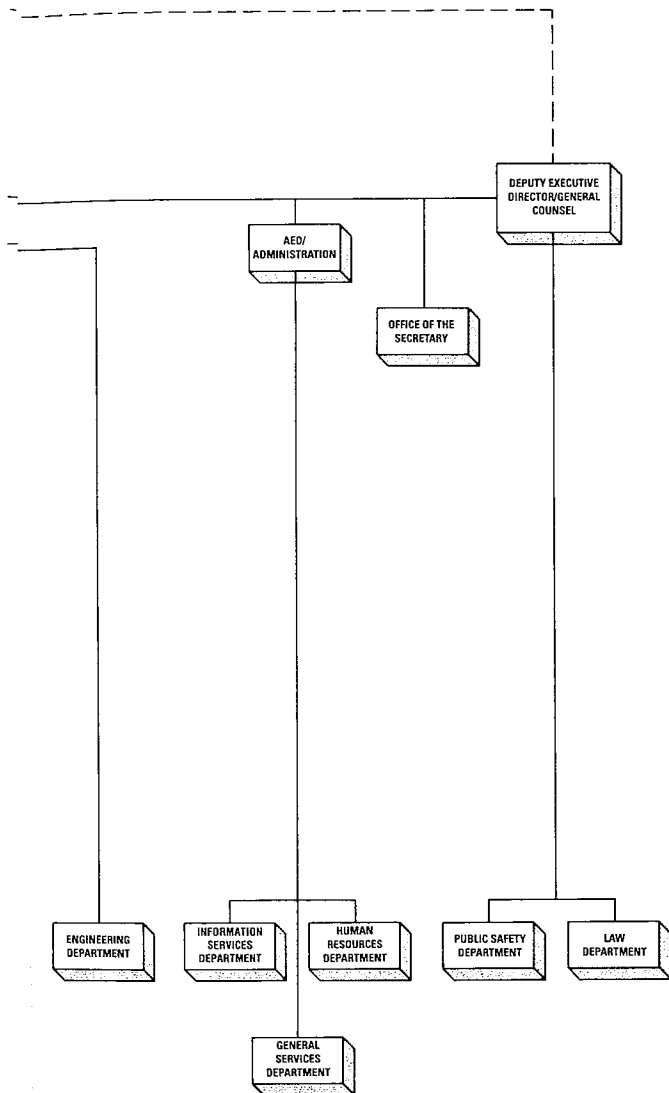 DEPUTY EXECUTIVE
DIRECTOR/GENERAL
COUNSEL
AED/
ADMINISTRATION
OFFICE OF THE
SECRETARY
ENGINEERING
DEPARTMENT
INFORMATION
SERVICES
DEPARTMENT
HUMAN
RESOURCES
DEPARTMENT
PUBLIC SAFETY
DEPARTMENT
LAW
DEPARTMENT
GENERAL
SERVICES
DEPARTMENT